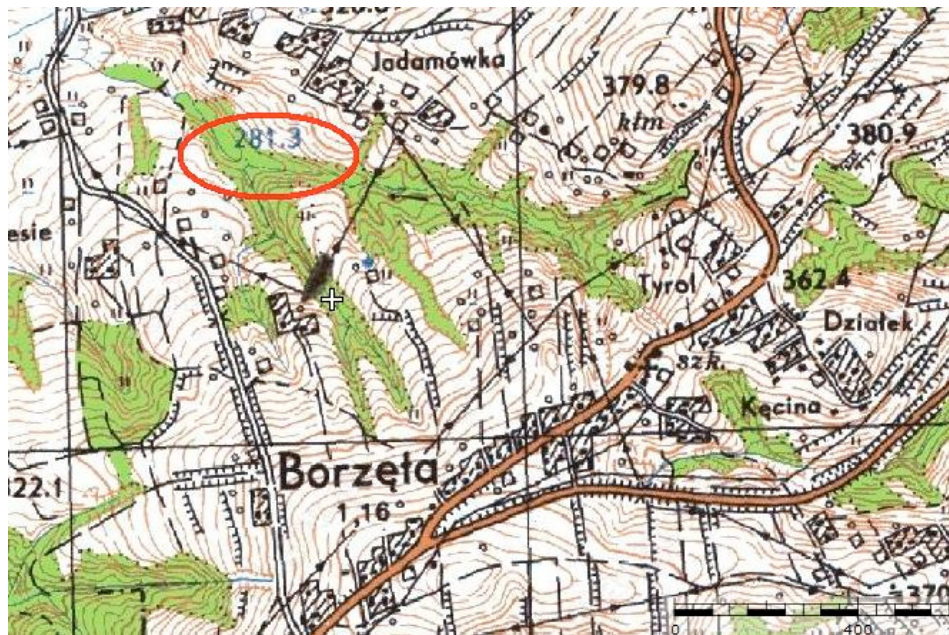 Jadamówka
379.8
kłm
281.3
380.9
esie
Tyrol
362.4
Działek
szk.
Kęcina
Borzęta
22.1
1,16
0
400